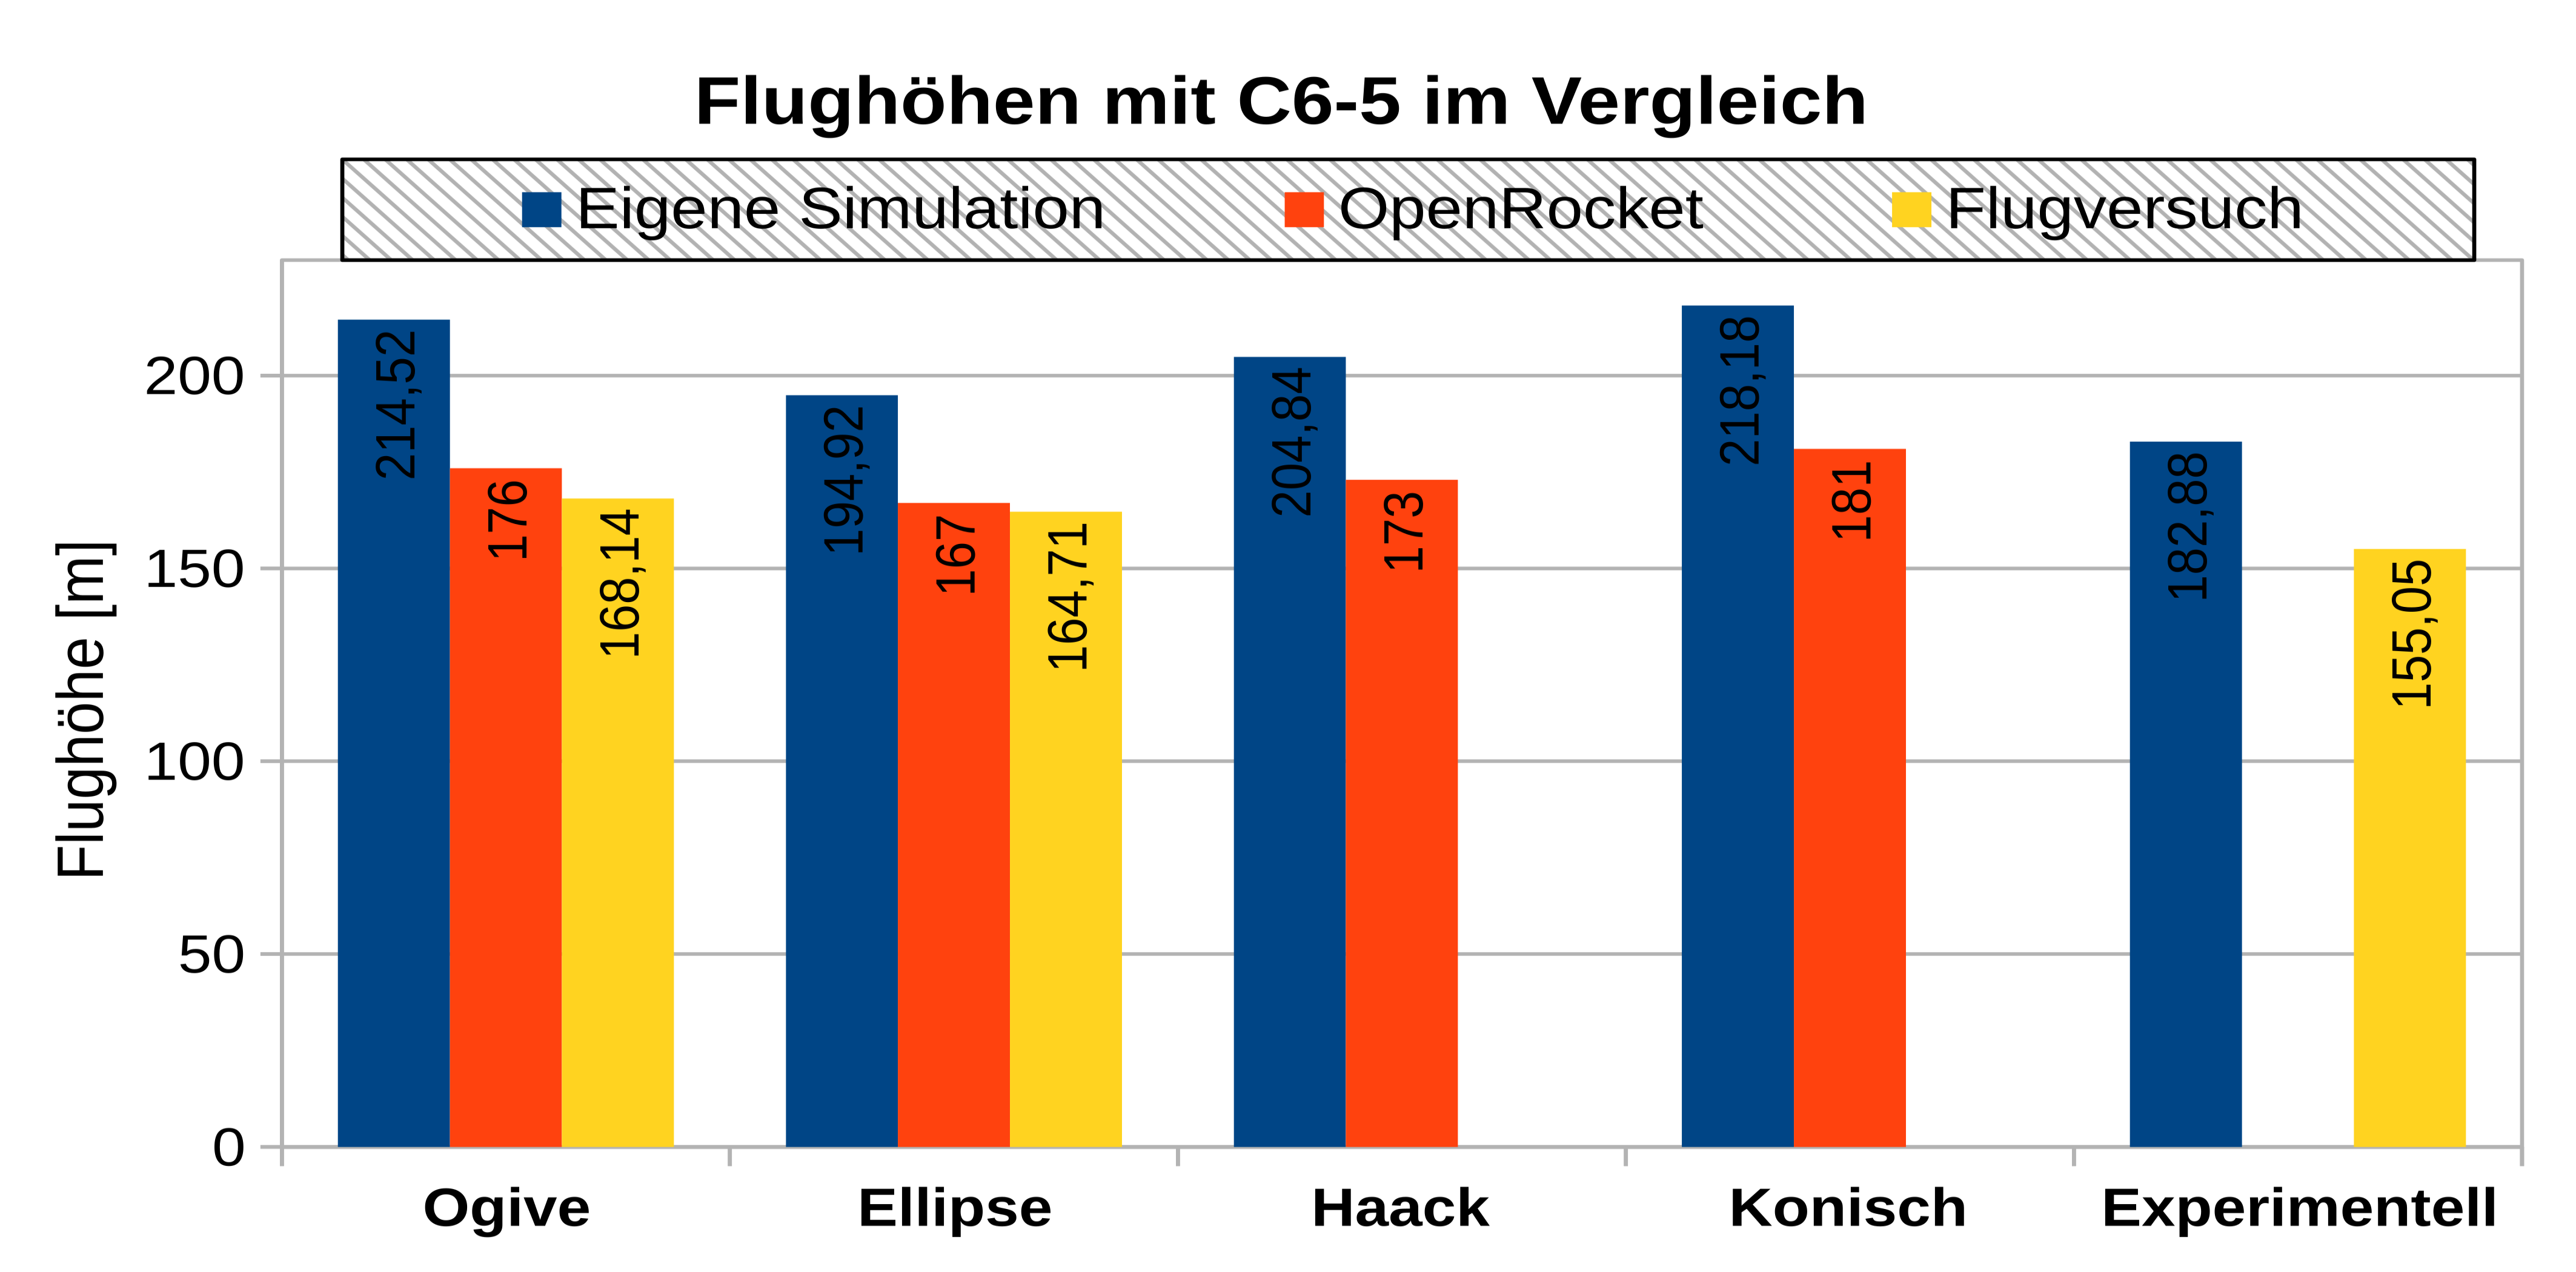 Flughöhen mit C6-5 im Vergleich
Eigene Simulation OpenRocket Flugversuch
Flughöhe [m]
200
150
100
50
0
214,52 176 168,14
194,92 167 164,71
204,84 173
218,18 181
182,88 155,05
Ogive Ellipse Haack Konisch Experimentell